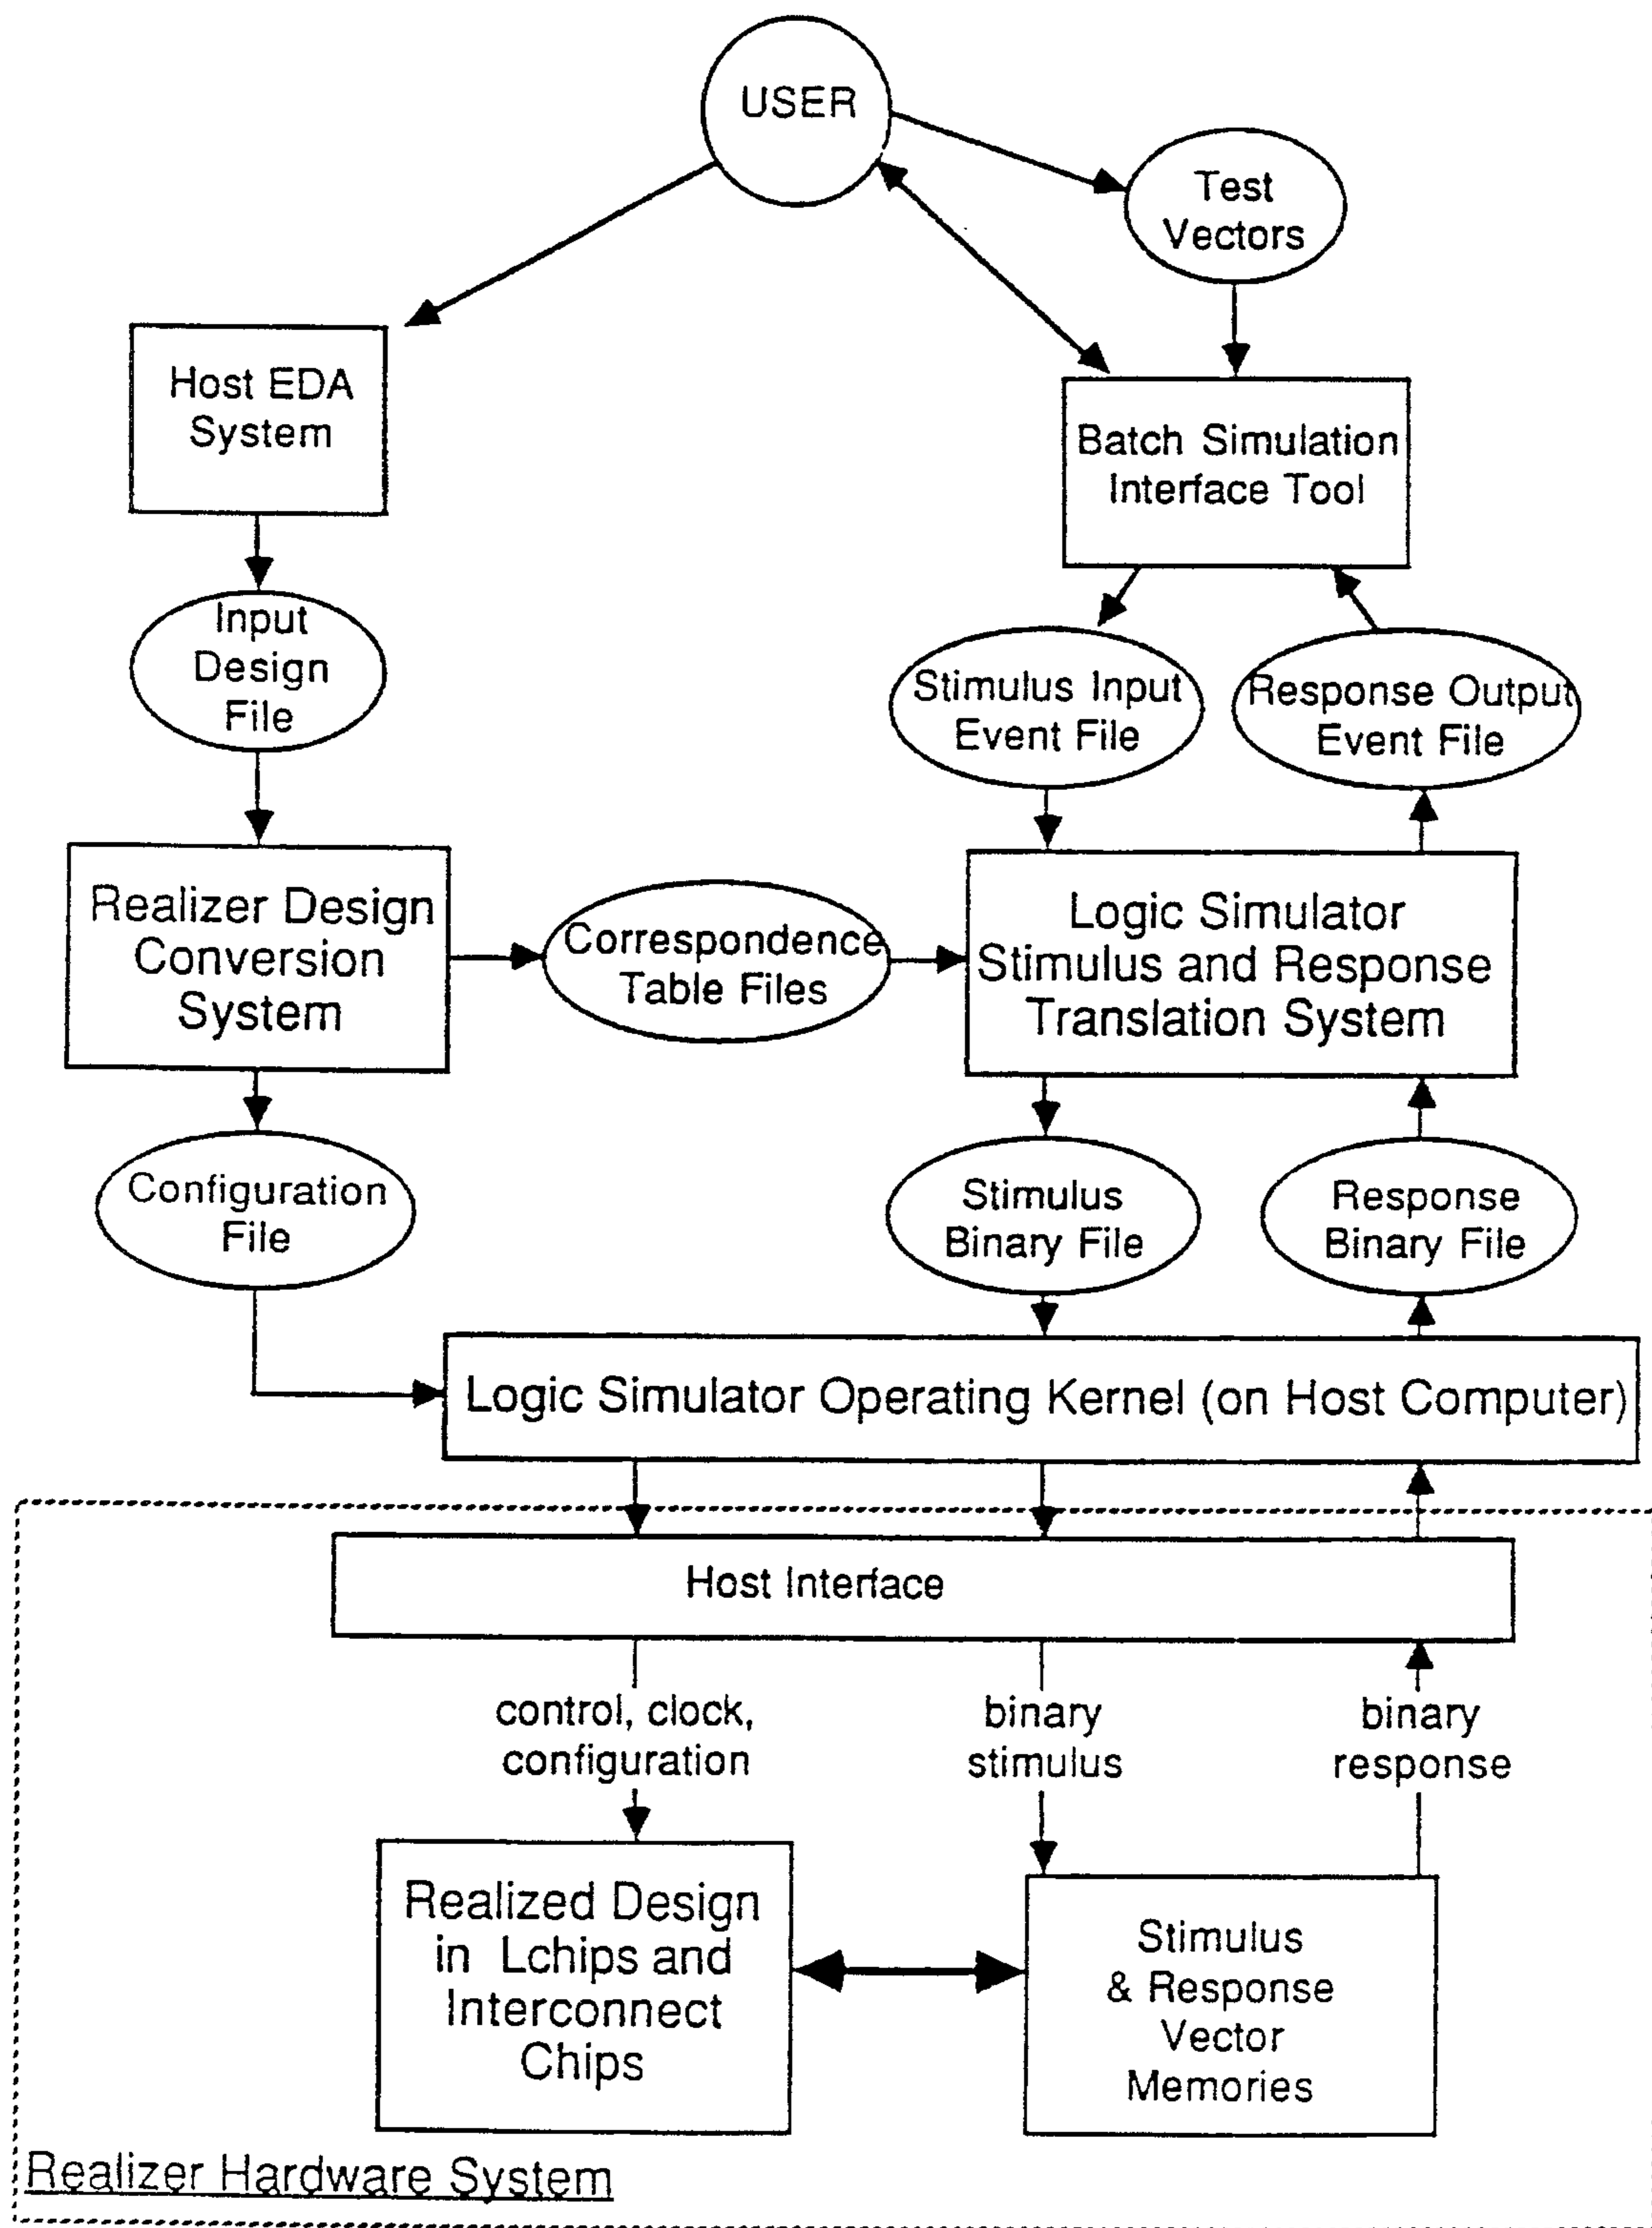 USER
Test
Vectors
Host EDA
System
Batch Simulation
Interface Tool
Input
Design
File
Stimulus Input
Event File
Response Output
Event File
Realizer Design
Conversion
System
Correspondence
Table Files
Logic Simulator
Stimulus and Response
Translation System
Configuration
File
Stimulus
Binary File
Response
Binary File
Logic Simulator Operating Kernel (on Host Computer)
Host Interface
control, clock,
configuration
binary
stimulus
binary
response
Realized Design
in Lchips and
Interconnect
Chips
Stimulus
& Response
Vector
Memories
Realizer Hardware System